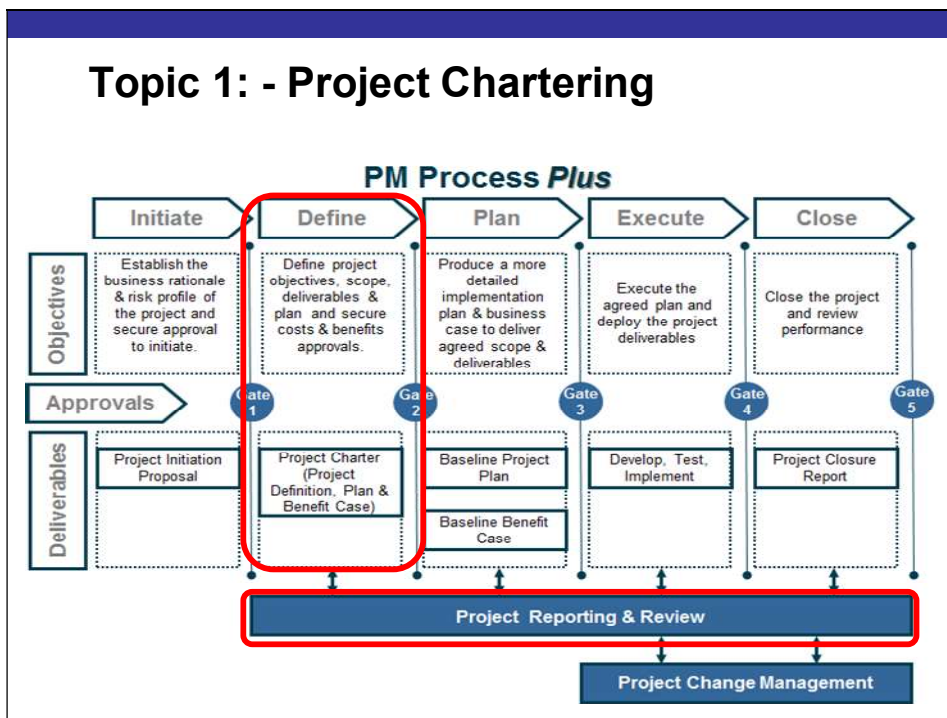 Topic 1: - Project Chartering
PM Process Plus
Initiate
Define
Plan
Execute
Close
Objectives
Establish the
business rationale
& risk profile of
the project and
secure approval
to initiate.
Define project
objectives, scope,
deliverables &
plan and secure
costs & benefits
approvals.
Produce a more
detailed
implementation
plan & business
case to deliver
agreed scope &
deliverables
Execute the
agreed plan and
deploy the project
deliverables
Close the project
and review
performance
Approvals
Gate
1
Gate
2
Gate
3
Gate
4
Gate
5
Deliverables
Project Initiation
Proposal
Project Charter
(Project
Definition, Plan &
Benefit Case)
Baseline Project
Plan
Baseline Benefit
Case
Develop, Test,
Implement
Project Closure
Report
Project Reporting & Review
Project Change Management